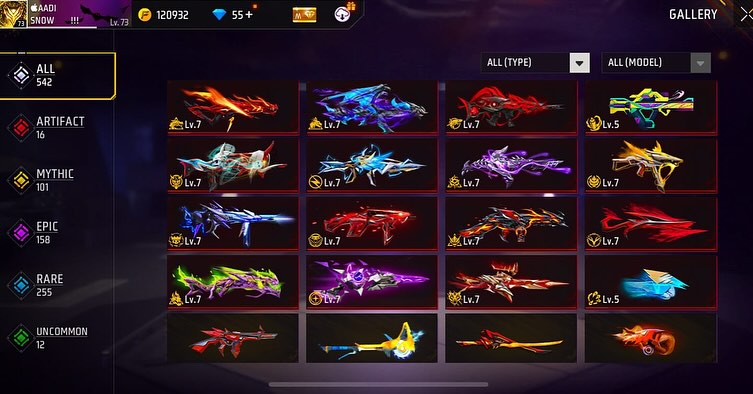 AADI
SNOW !!!
73
Lv. 73
120932
55+
GALLERY
ALL (TYPE)
ALL (MODEL)
ALL
542
ARTIFACT
16
MYTHIC
101
EPIC
158
RARE
255
UNCOMMON
12
Lv.7 Lv.7 Lv.7 Lv.5
Lv.7 Lv.7 Lv.7 Lv.7
Lv.7 Lv.7 Lv.7 Lv.7
Lv.7 Lv.7 Lv.7 Lv.5